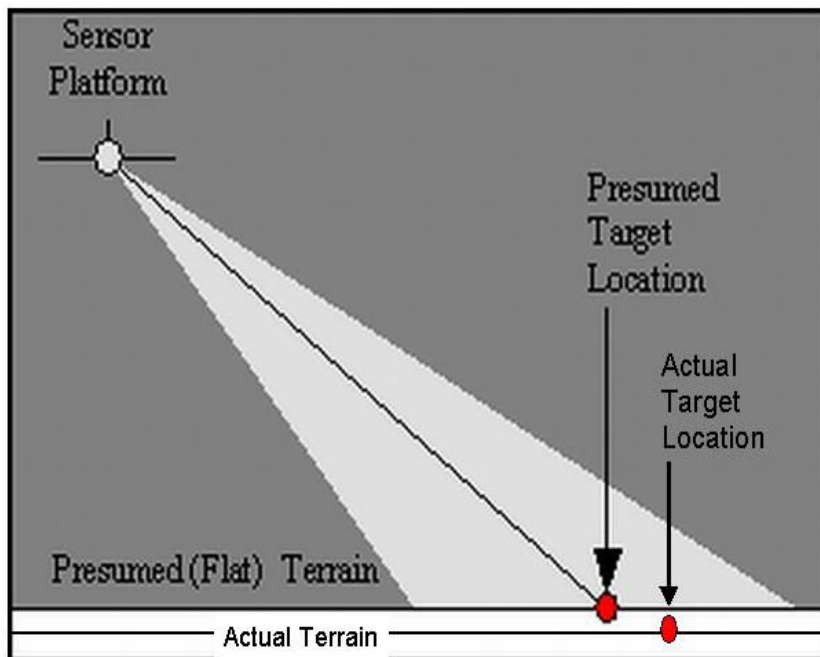 Sensor
Platform
Presumed
Target
Location
Actual
Target
Location
Presumed (Flat) Terrain
Actual Terrain